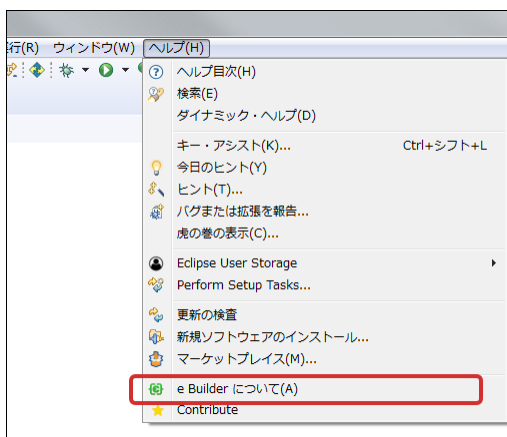 行(R) ウィンドウ(W) ヘルプ(H)
ヘルプ目次(H)
検索(E)
ダイナミック・ヘルプ(D)
キー・アシスト(K)... Ctrl+シフト+L
今日のヒント(Y)
ヒント(T)...
バグまたは拡張を報告...
虎の巻の表示(C)...
Eclipse User Storage
Perform Setup Tasks...
更新の検査
新規ソフトウェアのインストール...
マーケットプレイス(M)...
e Builder について(A)
Contribute